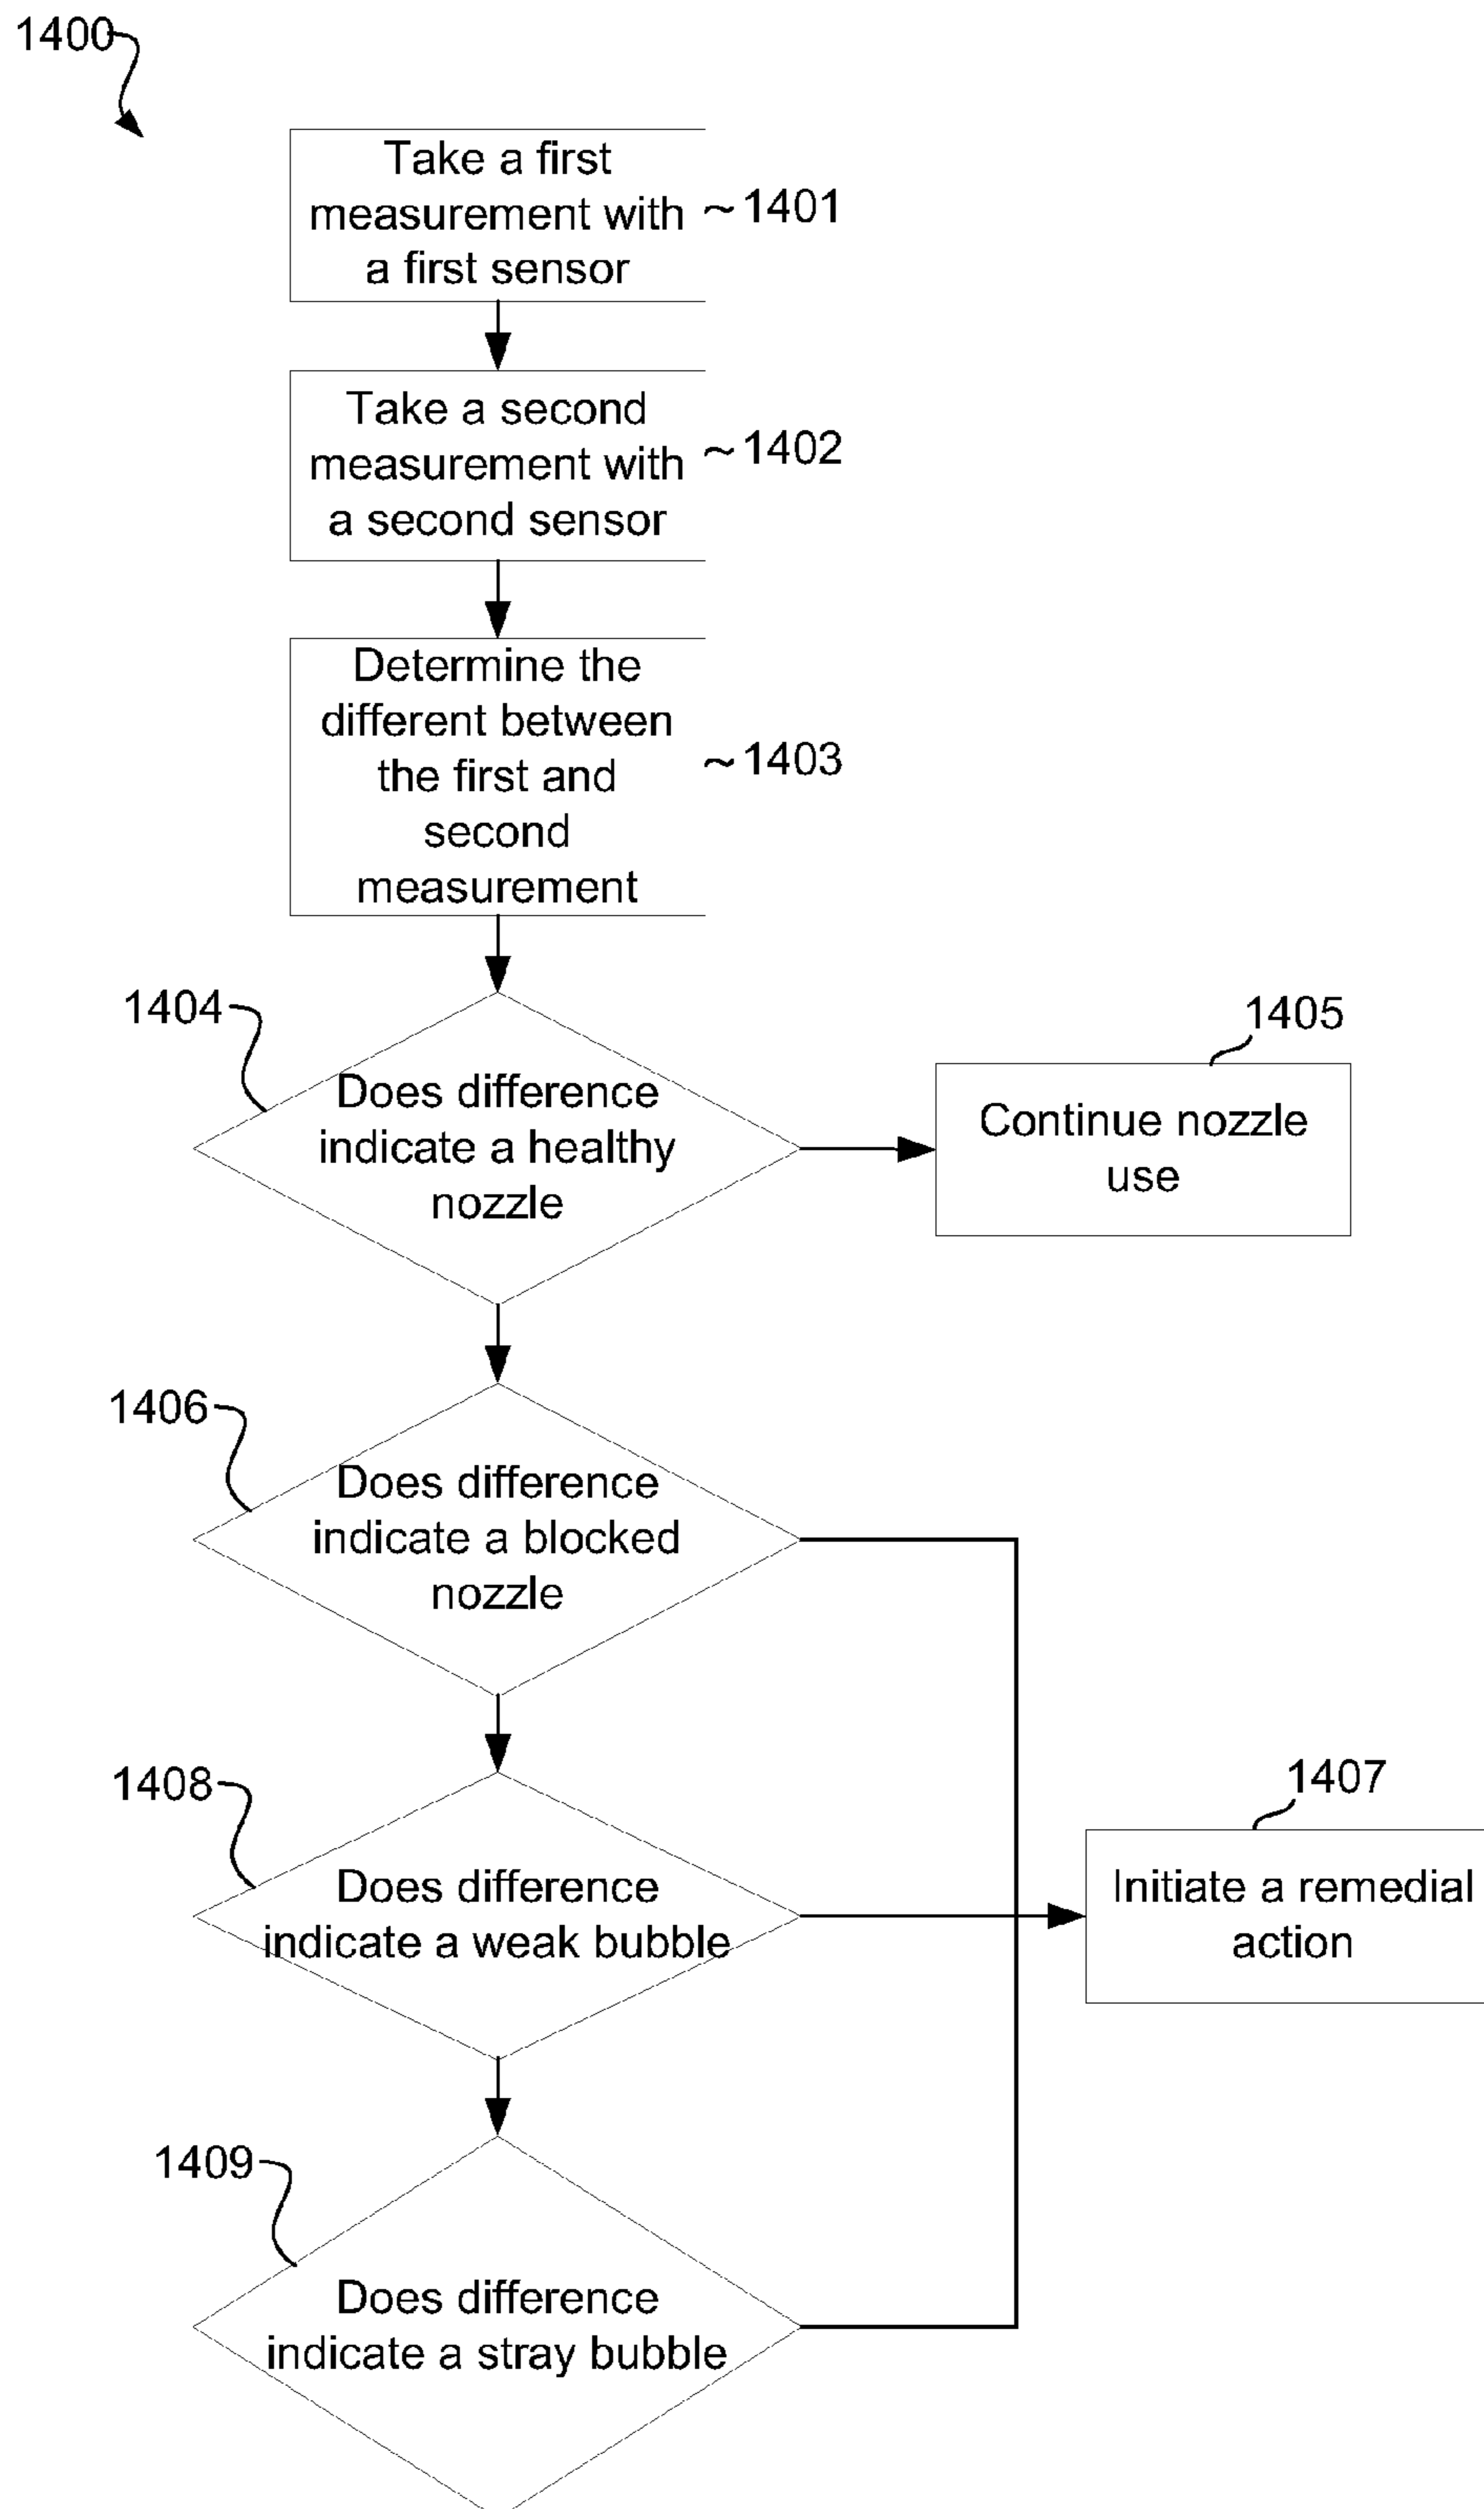 1400
Take a first
measurement with
a first sensor
~1401
Take a second
measurement with
a second sensor
~1402
Determine the
different between
the first and
second
measurement
~1403
1404
Does difference
indicate a healthy
nozzle
1405
Continue nozzle
use
1406
Does difference
indicate a blocked
nozzle
1408
Does difference
indicate a weak bubble
1407
Initiate a remedial
action
1409
Does difference
indicate a stray bubble